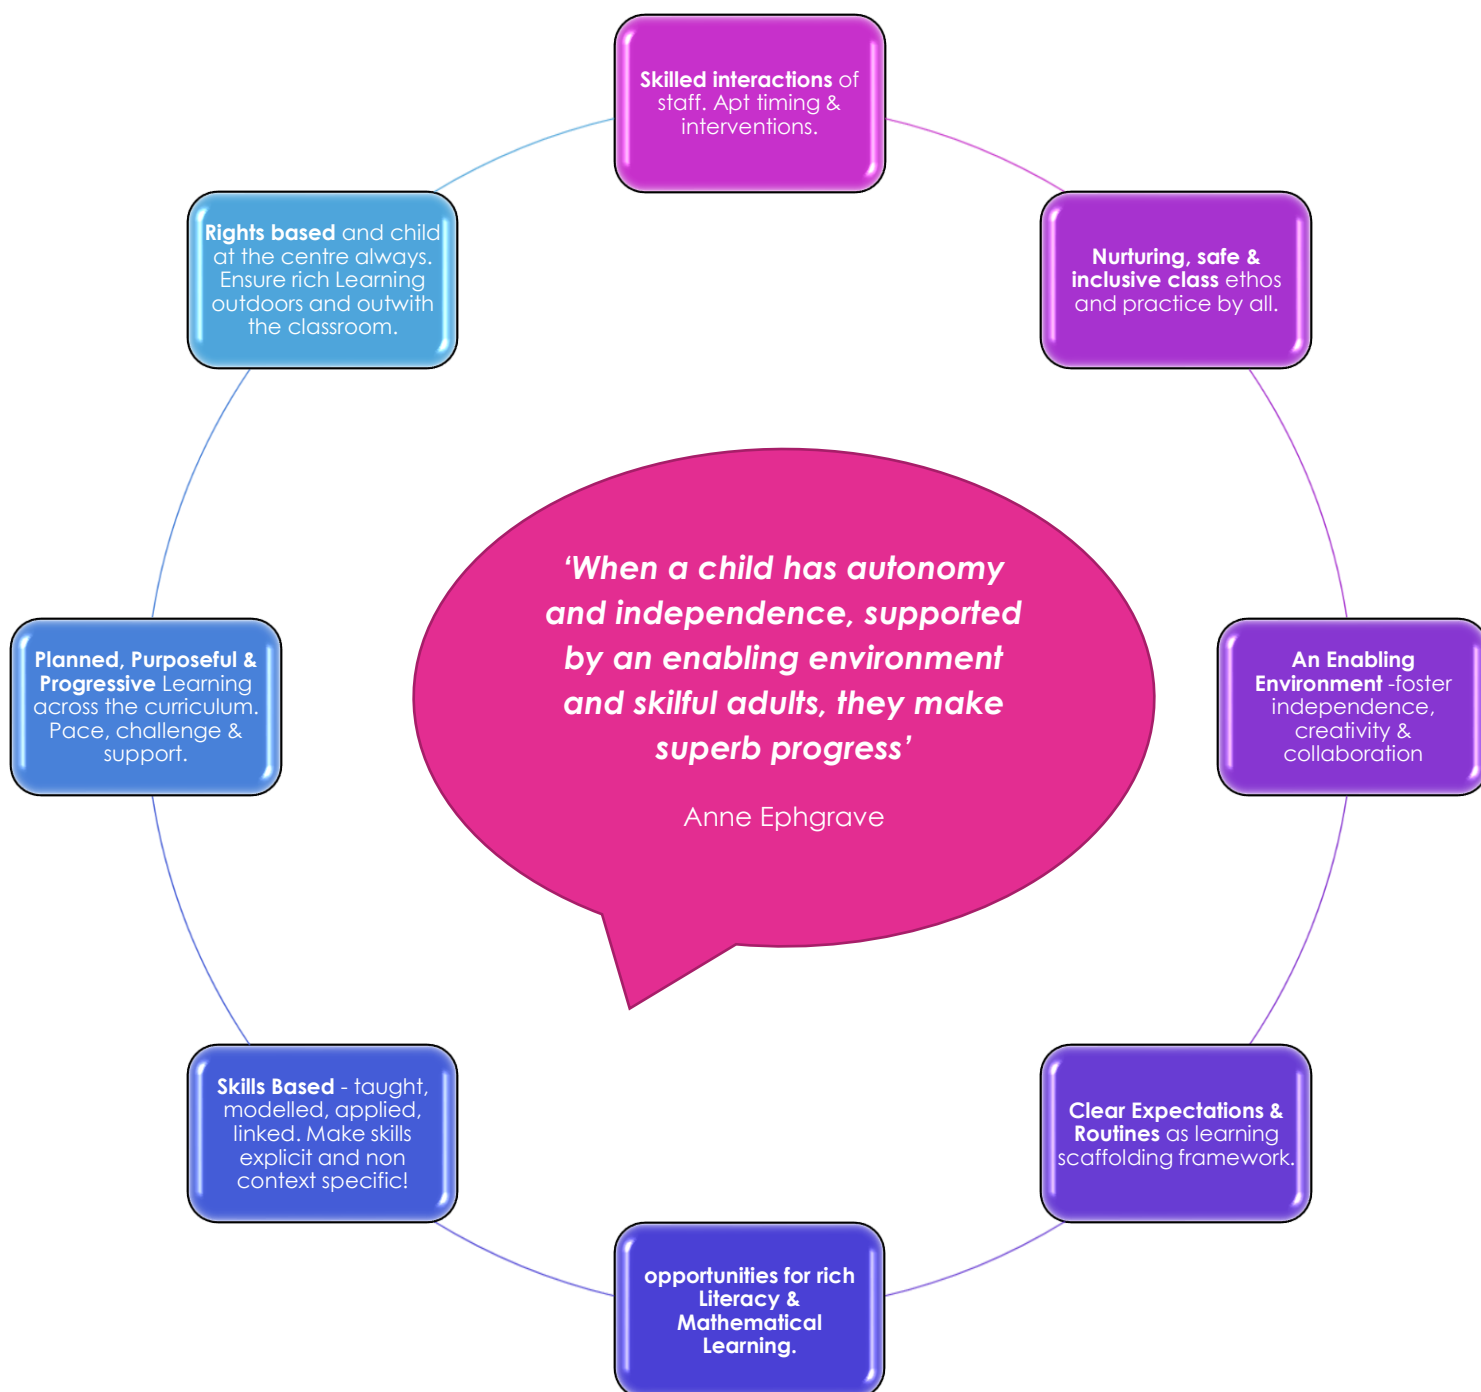 Skilled interactions of
staff. Apt timing &
interventions.
Nurturing, safe &
inclusive class ethos
and practice by all.
An Enabling
Environment -foster
independence,
creativity &
collaboration
Clear Expectations &
Routines as learning
scaffolding framework.
opportunities for rich
Literacy &
Mathematical
Learning.
Skills Based - taught,
modelled, applied,
linked. Make skills
explicit and non
context specific!
Planned, Purposeful &
Progressive Learning
across the curriculum.
Pace, challenge &
support.
Rights based and child
at the centre always.
Ensure rich Learning
outdoors and outwith
the classroom.
‘When a child has autonomy
and independence, supported
by an enabling environment
and skilful adults, they make
superb progress’
Anne Ephgrave